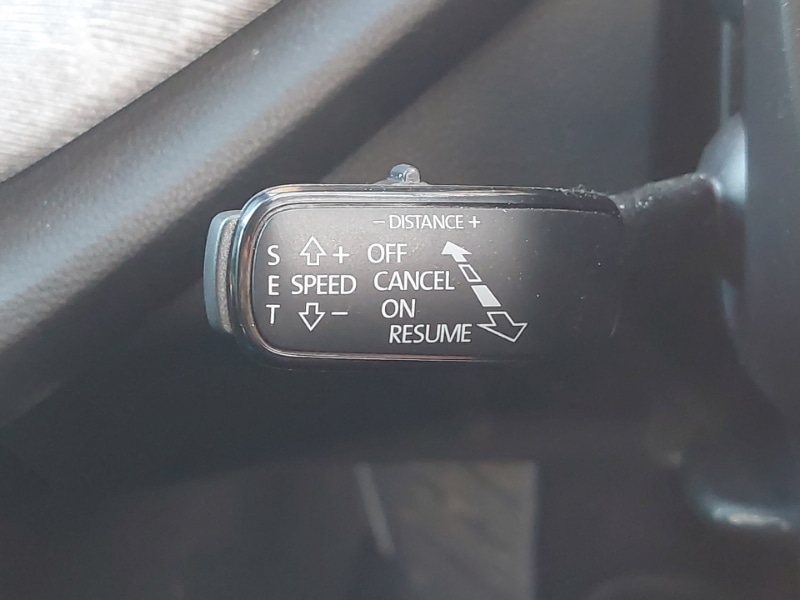 – DISTANCE +
S + OFF
E SPEED CANCEL
T – ON
RESUME